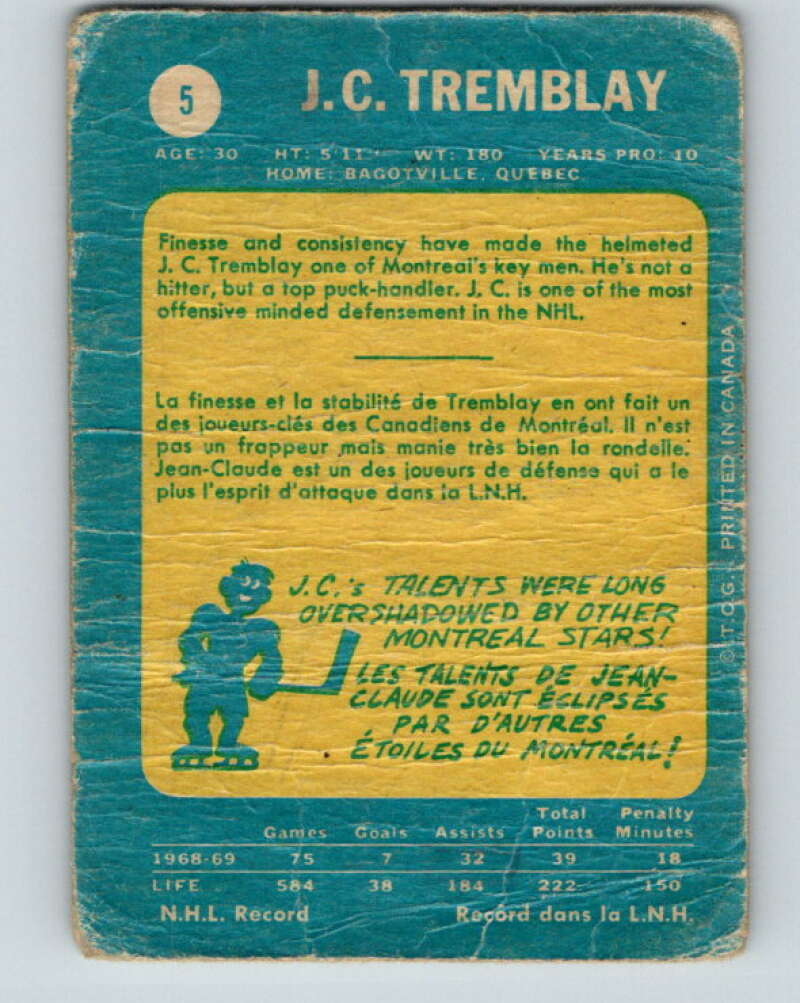 5
J.C. TREMBLAY
AGE: 30 HT: 5'11" WT: 180 YEARS PRO: 10
HOME: BAGOTVILLE, QUEBEC
Finesse and consistency have made the helmeted
J. C. Tremblay one of Montreal's key men. He's not a
hitter, but a top puck-handler. J. C. is one of the most
offensive minded defensement in the NHL.
La finesse et la stabilité de Tremblay en ont fait un
des joueurs-clés des Canadiens de Montréal. Il n'est
pas un frappeur mais manie très bien la rondelle.
Jean-Claude est un des joueurs de défense qui a le
plus l'esprit d'attaque dans la L.N.H.
J.C.'s TALENTS WERE LONG
OVERSHADOWED BY OTHER
MONTREAL STARS!
LES TALENTS DE JEAN-
CLAUDE SONT ÉCLIPSÉS
PAR D'AUTRES
ÉTOILES DU MONTRÉAL!
©T.C.G. PRINTED IN CANADA
Games Goals Assists Total Points Penalty Minutes
1968-69 75 7 32 39 18
LIFE 584 38 184 222 150
N.H.L. Record Record dans la L.N.H.